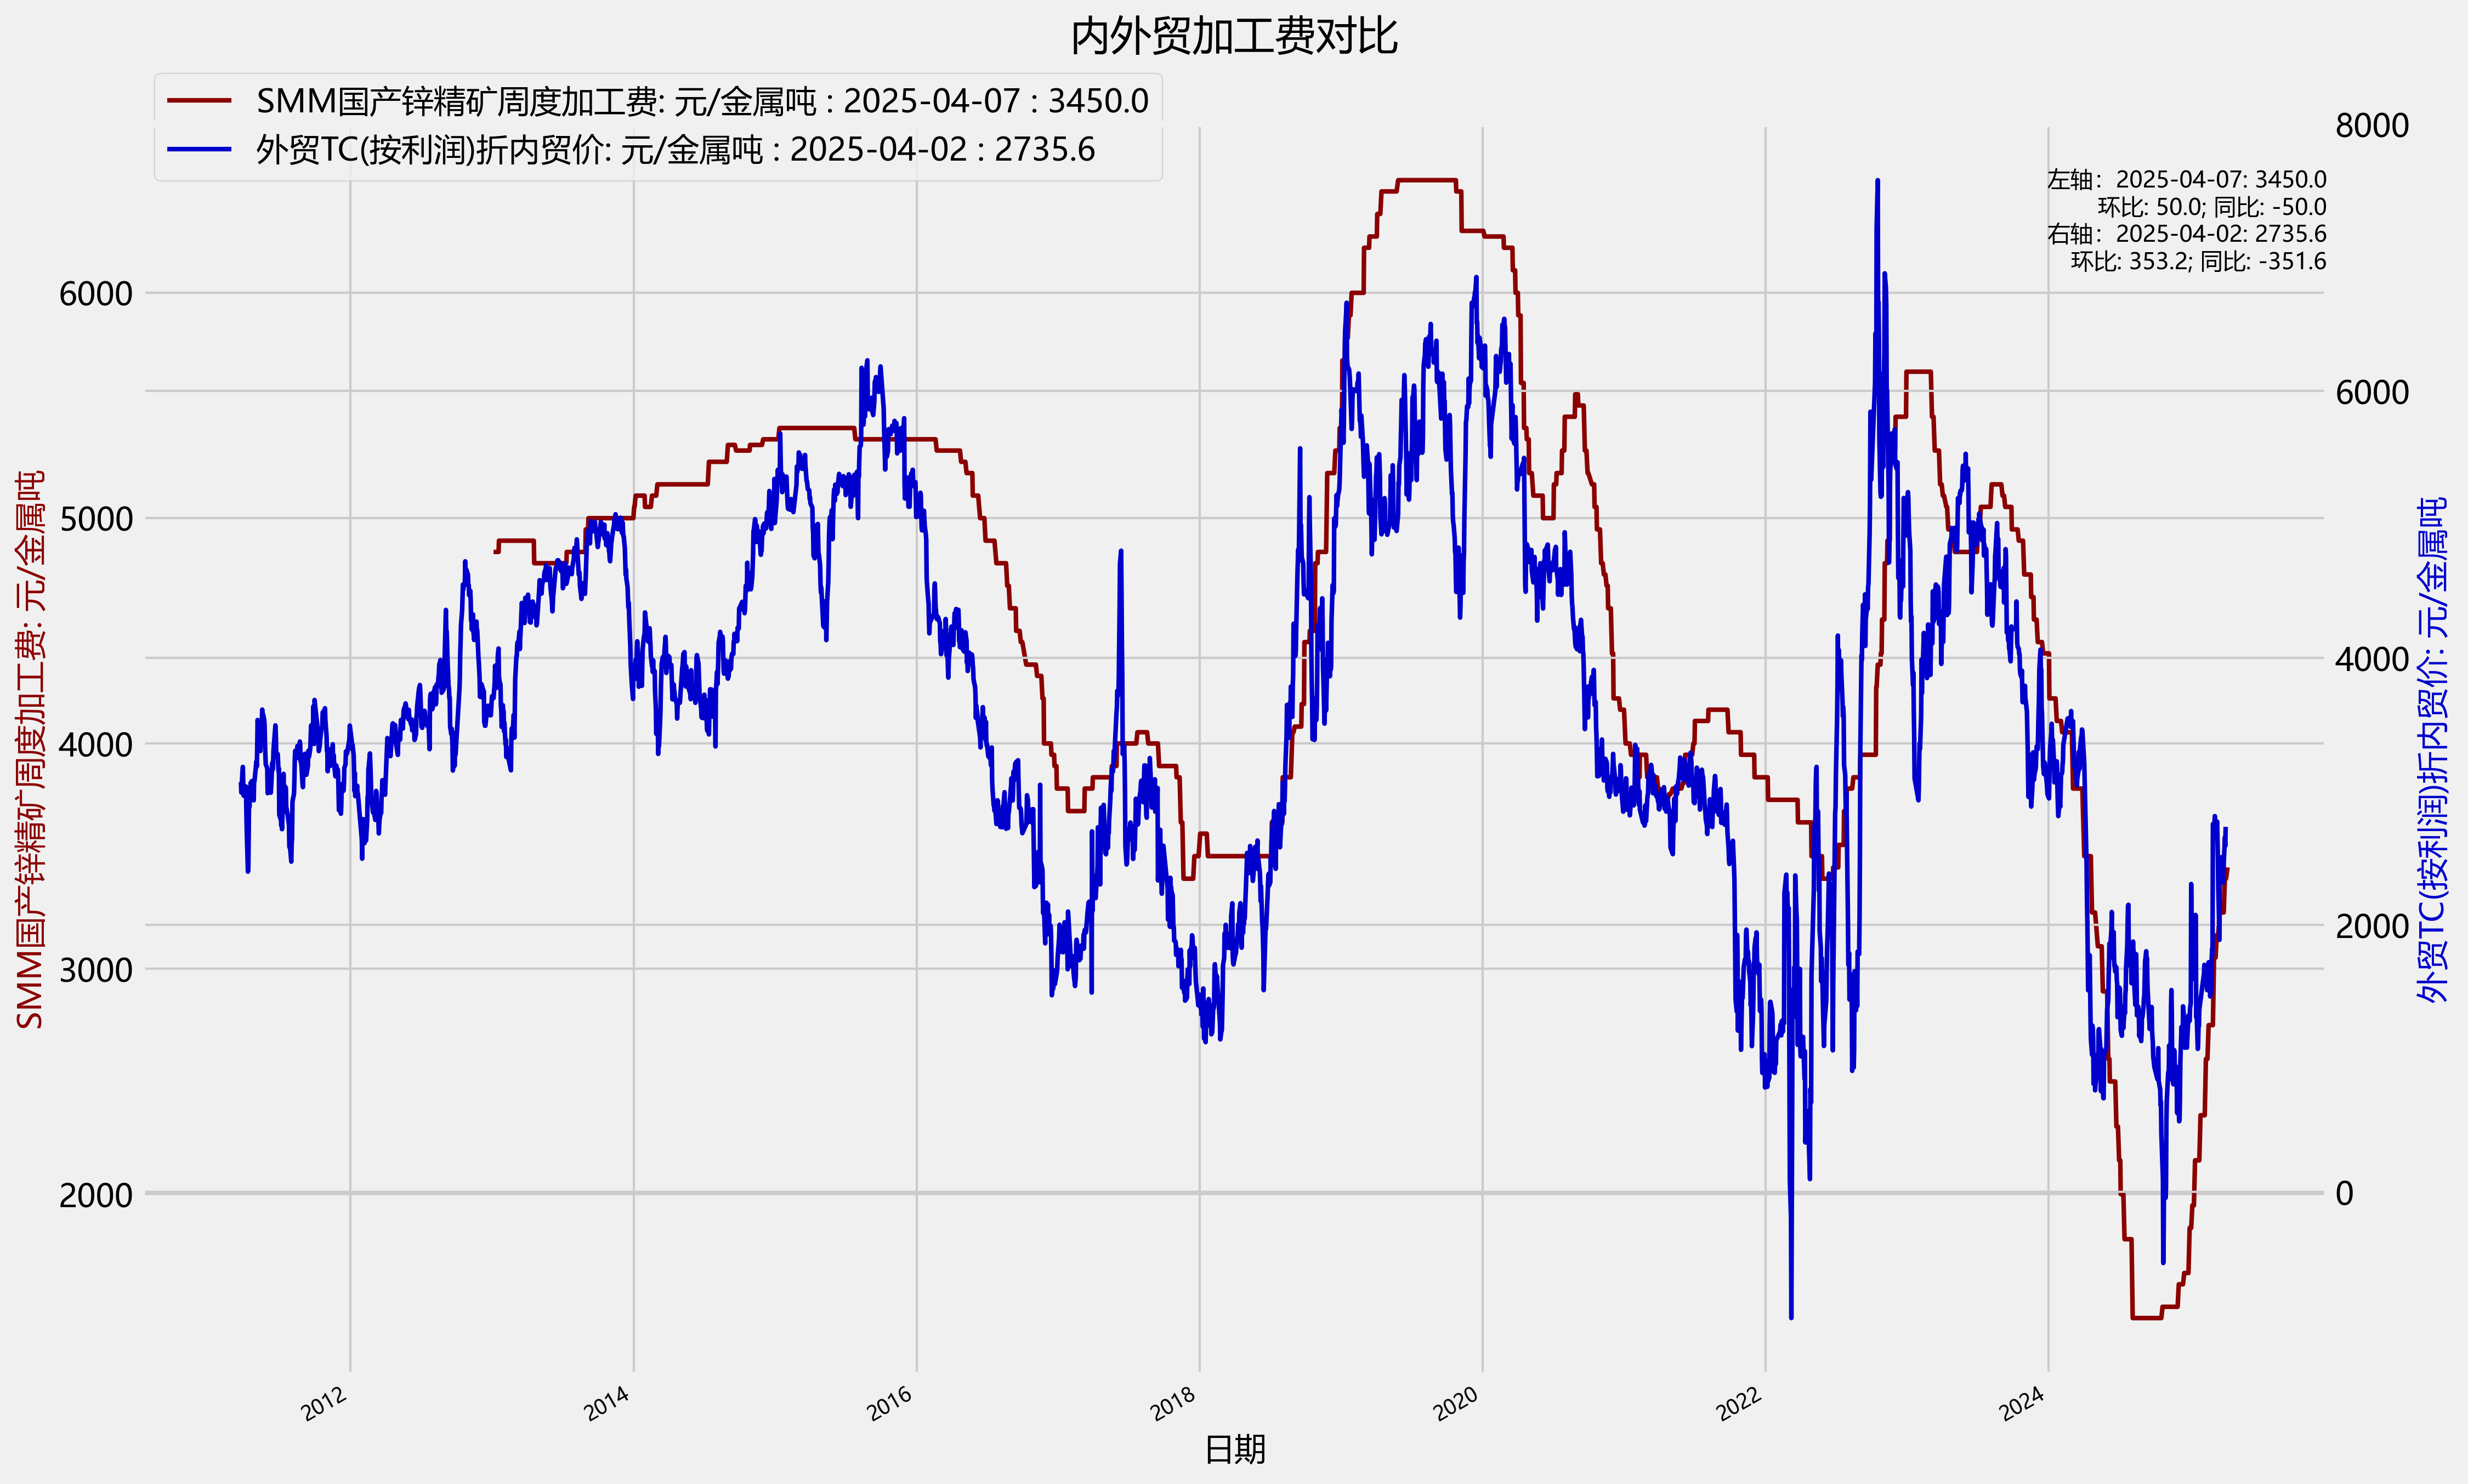 内外贸加工费对比
SMM国产锌精矿周度加工费: 元/金属吨 : 2025-04-07 : 3450.0
外贸TC(按利润)折内贸价: 元/金属吨 : 2025-04-02 : 2735.6
左轴： 2025-04-07: 3450.0
环比: 50.0; 同比: -50.0
右轴： 2025-04-02: 2735.6
环比: 353.2; 同比: -351.6
SMM国产锌精矿周度加工费: 元/金属吨
6000
5000
4000
3000
2000
8000
6000
4000
2000
0
外贸TC(按利润)折内贸价: 元/金属吨
2012
2014
2016
2018
2020
2022
2024
日期